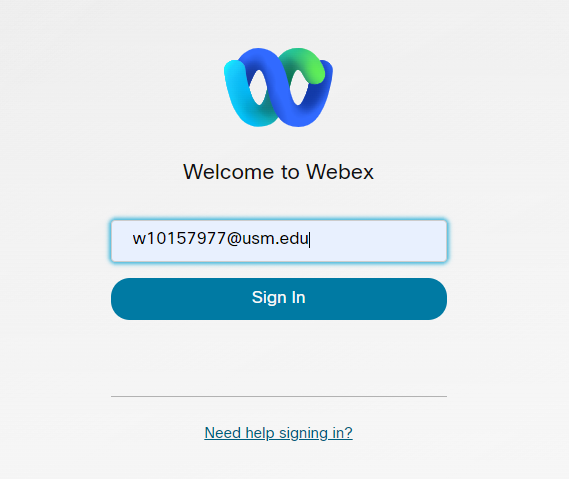 Welcome to Webex
w10157977@usm.edu
Sign In
Need help signing in?